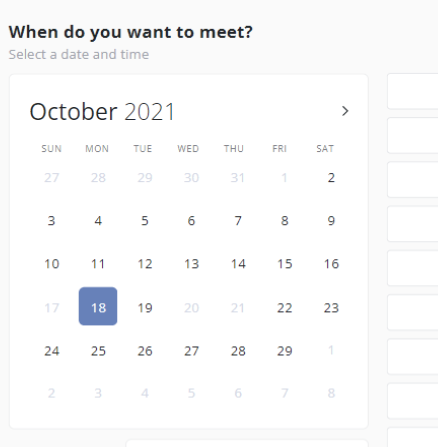 When do you want to meet?
Select a date and time
October 2021
SUN MON TUE WED THU FRI SAT
27 28 29 30 31 1 2
3 4 5 6 7 8 9
10 11 12 13 14 15 16
17 18 19 20 21 22 23
24 25 26 27 28 29 1
2 3 4 5 6 7 8